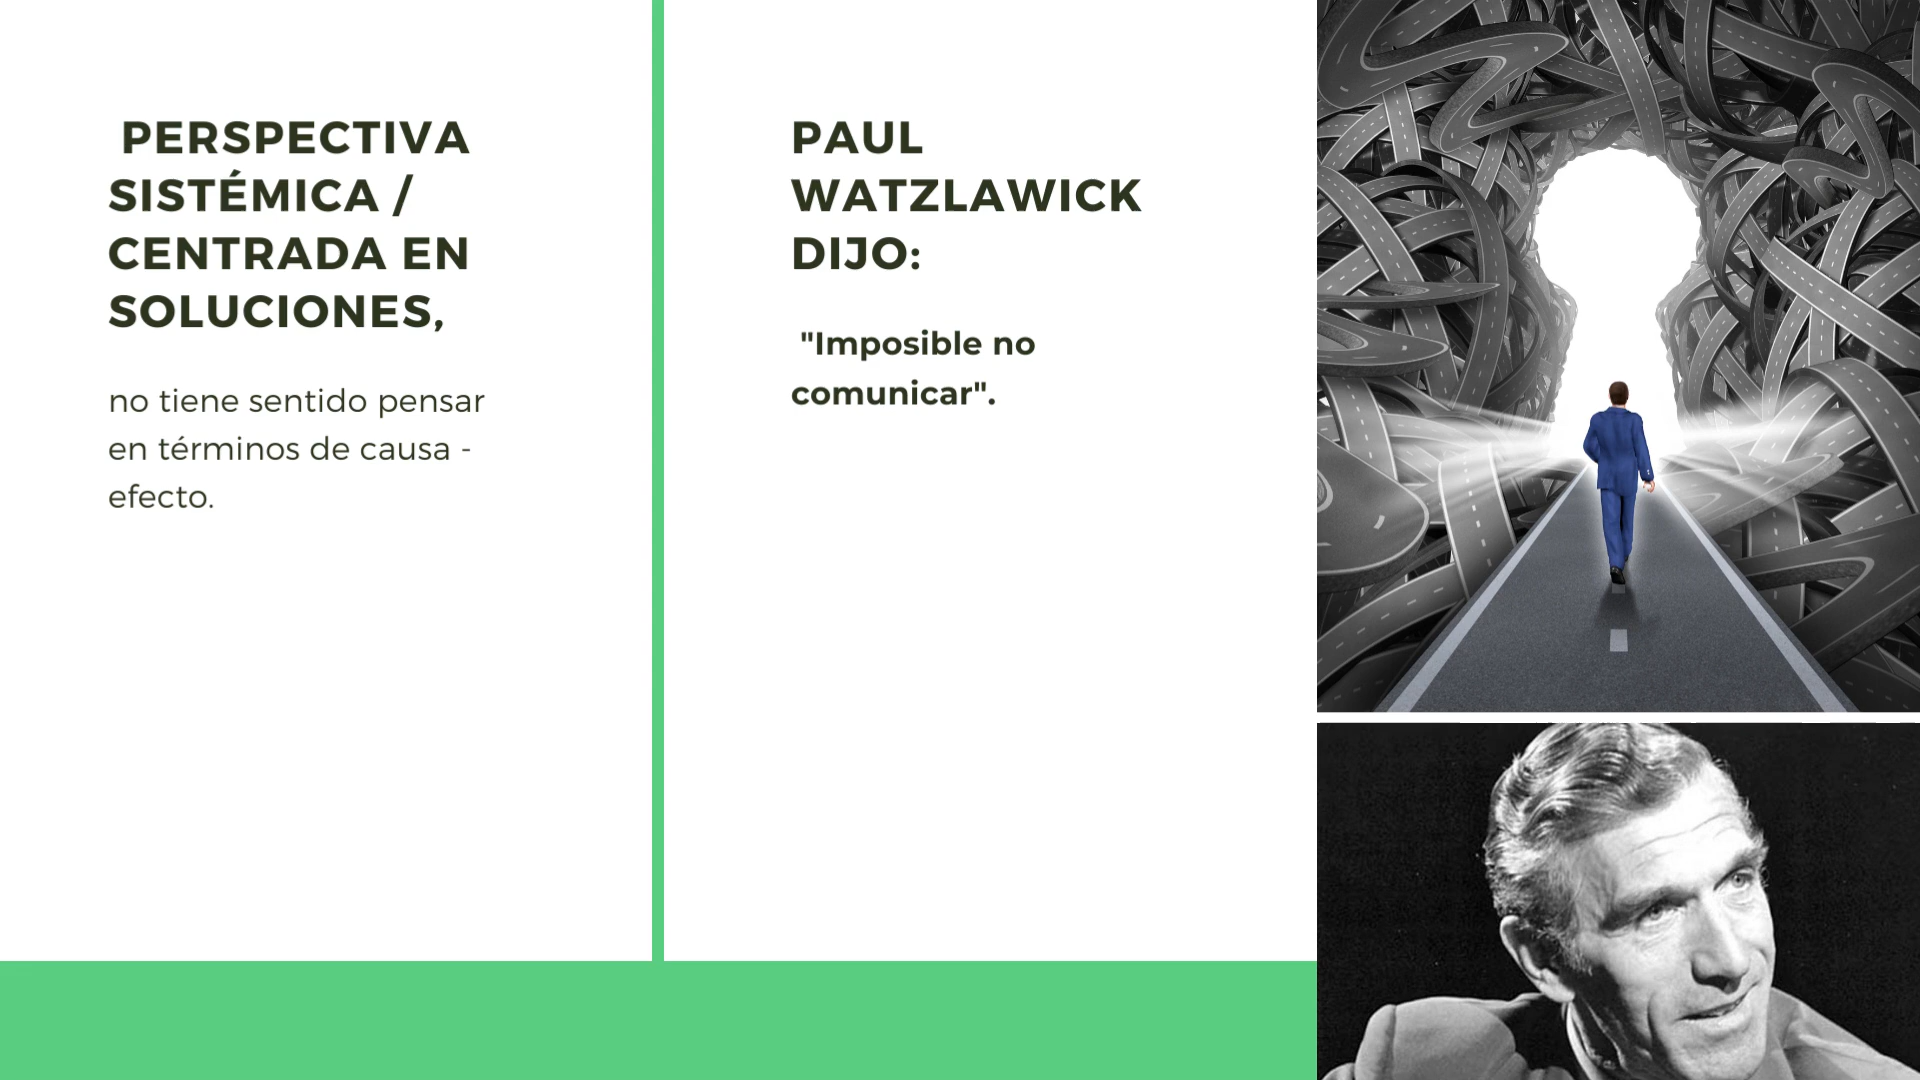 PERSPECTIVA
SISTÉMICA /
CENTRADA EN
SOLUCIONES,
no tiene sentido pensar
en términos de causa -
efecto.
PAUL
WATZLAWICK
DIJO:
"Imposible no
comunicar".